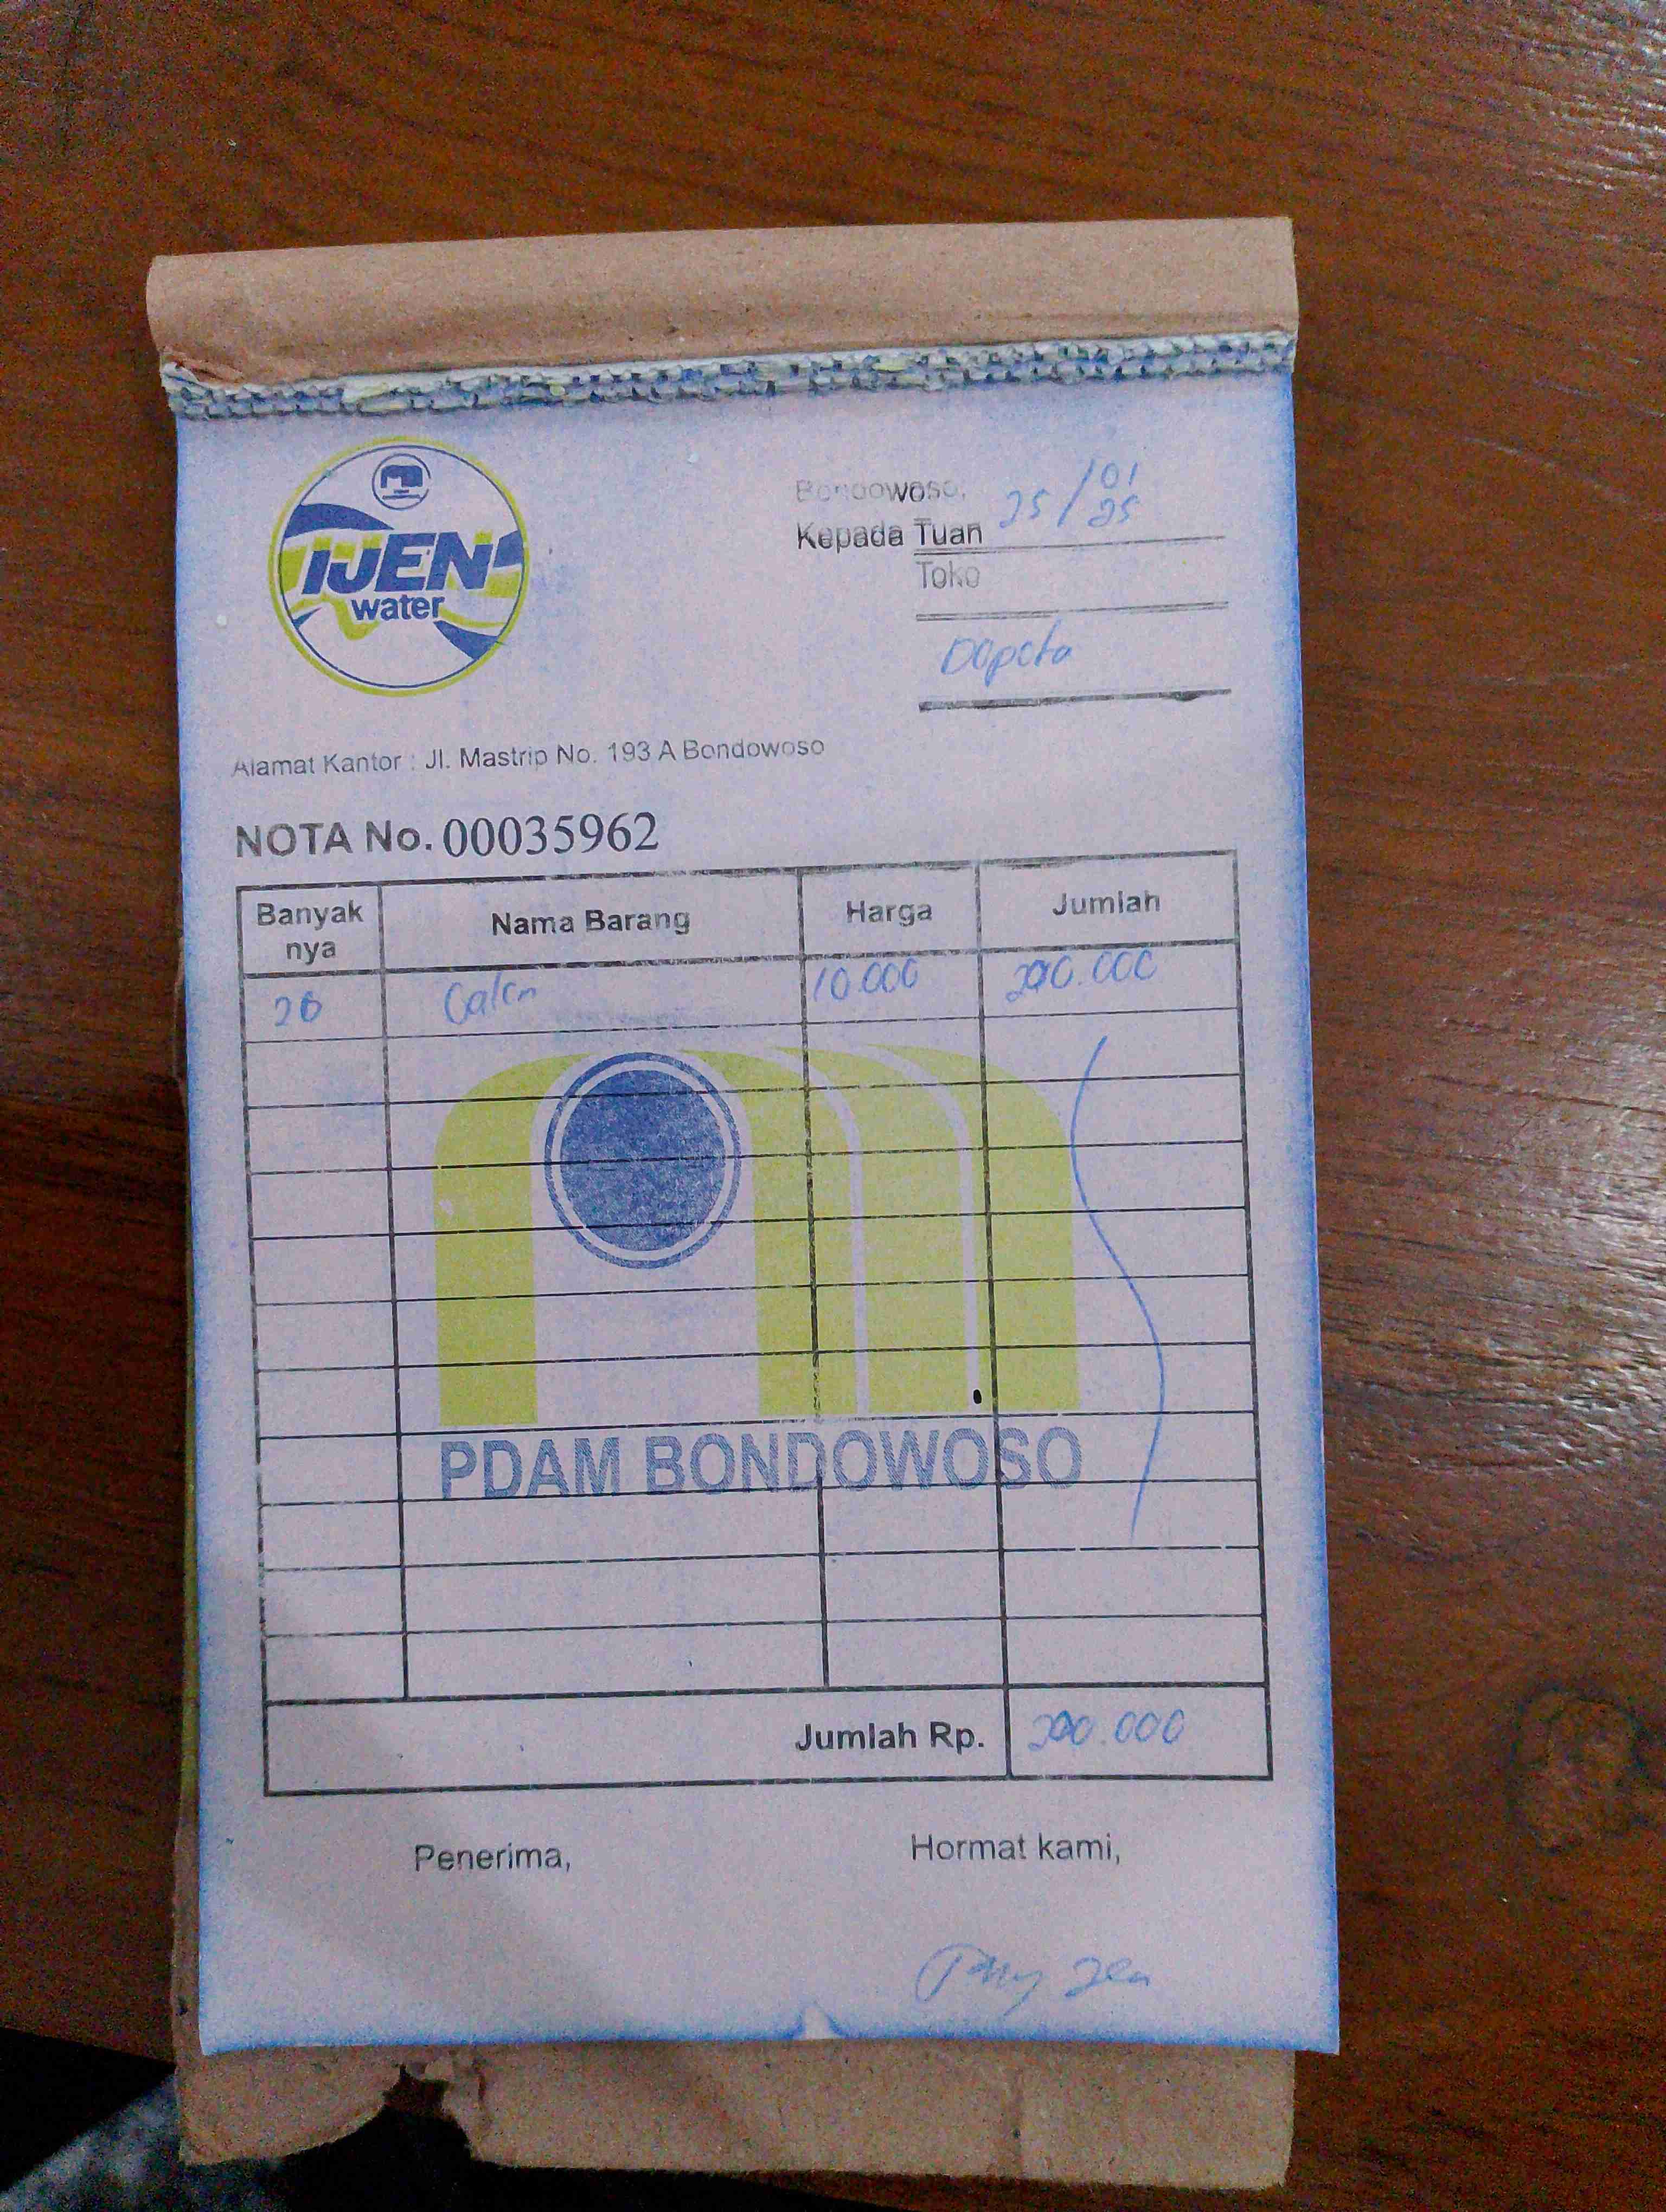 IJEN
water
Bondowoso, 25/01/25
Kepada Tuan
Toko
Alamat Kantor : Jl. Mastrip No. 193 A Bondowoso
NOTA No. 00035962
Banyak nya Nama Barang Harga Jumlah
20 Galon 10.000 200.000
PDAM BONDOWOSO
Jumlah Rp. 200.000
Penerima, Hormat kami,